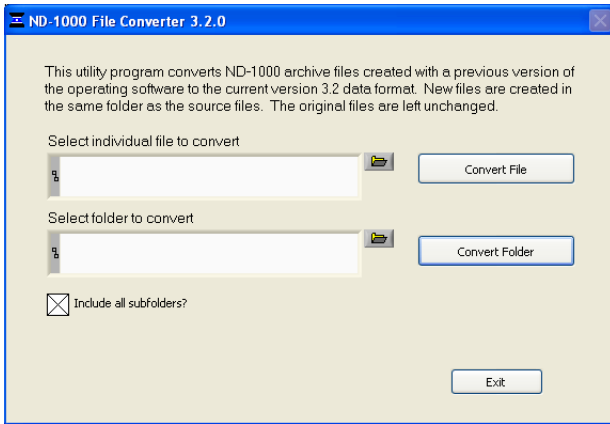 ND-1000 File Converter 3.2.0
This utility program converts ND-1000 archive files created with a previous version of
the operating software to the current version 3.2 data format. New files are created in
the same folder as the source files. The original files are left unchanged.
Select individual file to convert
Convert File
Select folder to convert
Convert Folder
Include all subfolders?
Exit